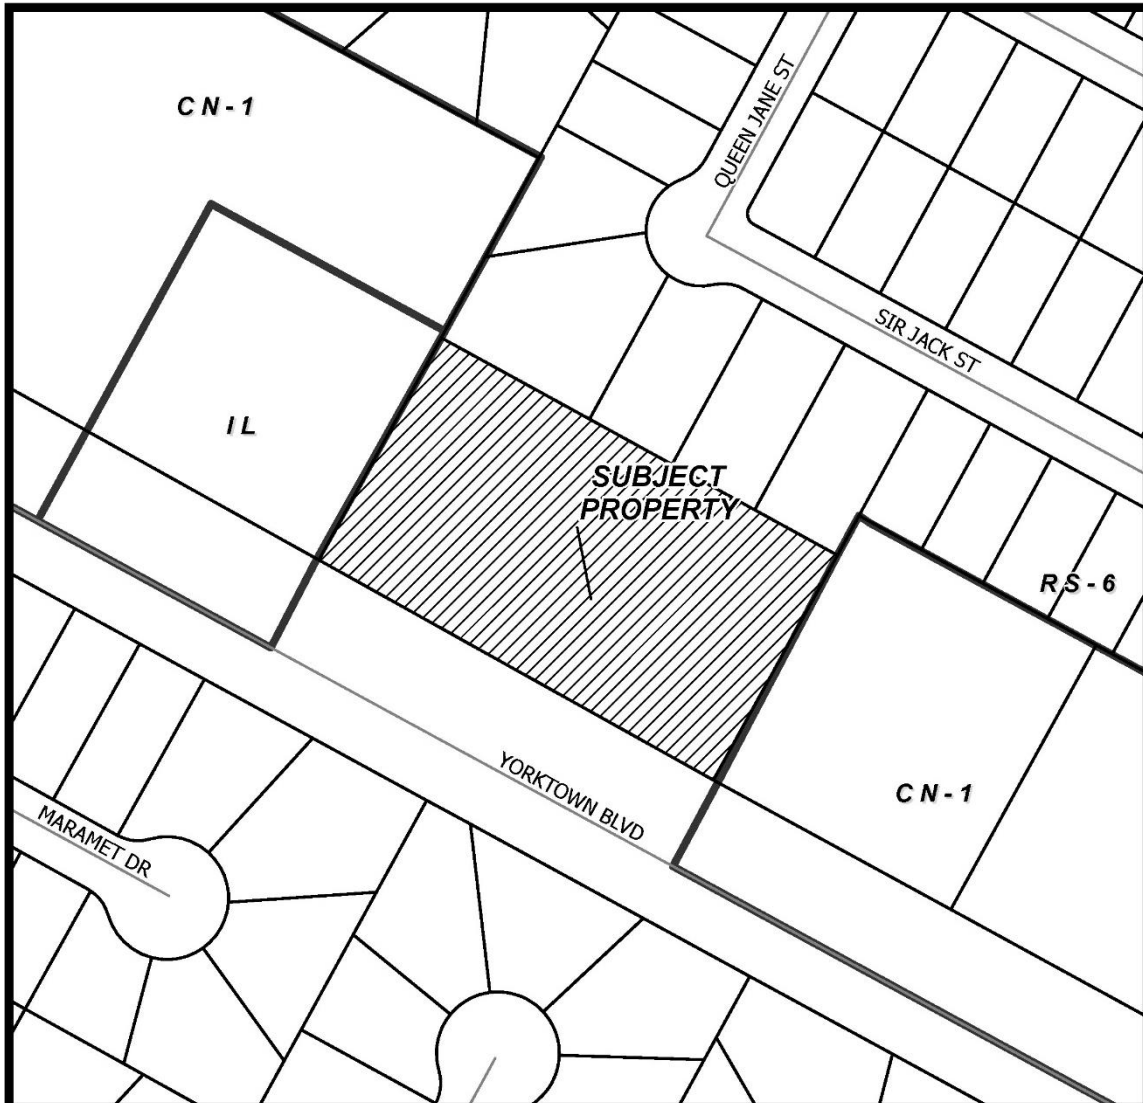 CN-1
QUEEN JANE ST
SIR JACK ST
IL
SUBJECT
PROPERTY
RS-6
YORKTOWN BLVD
CN-1
MARAMET DR